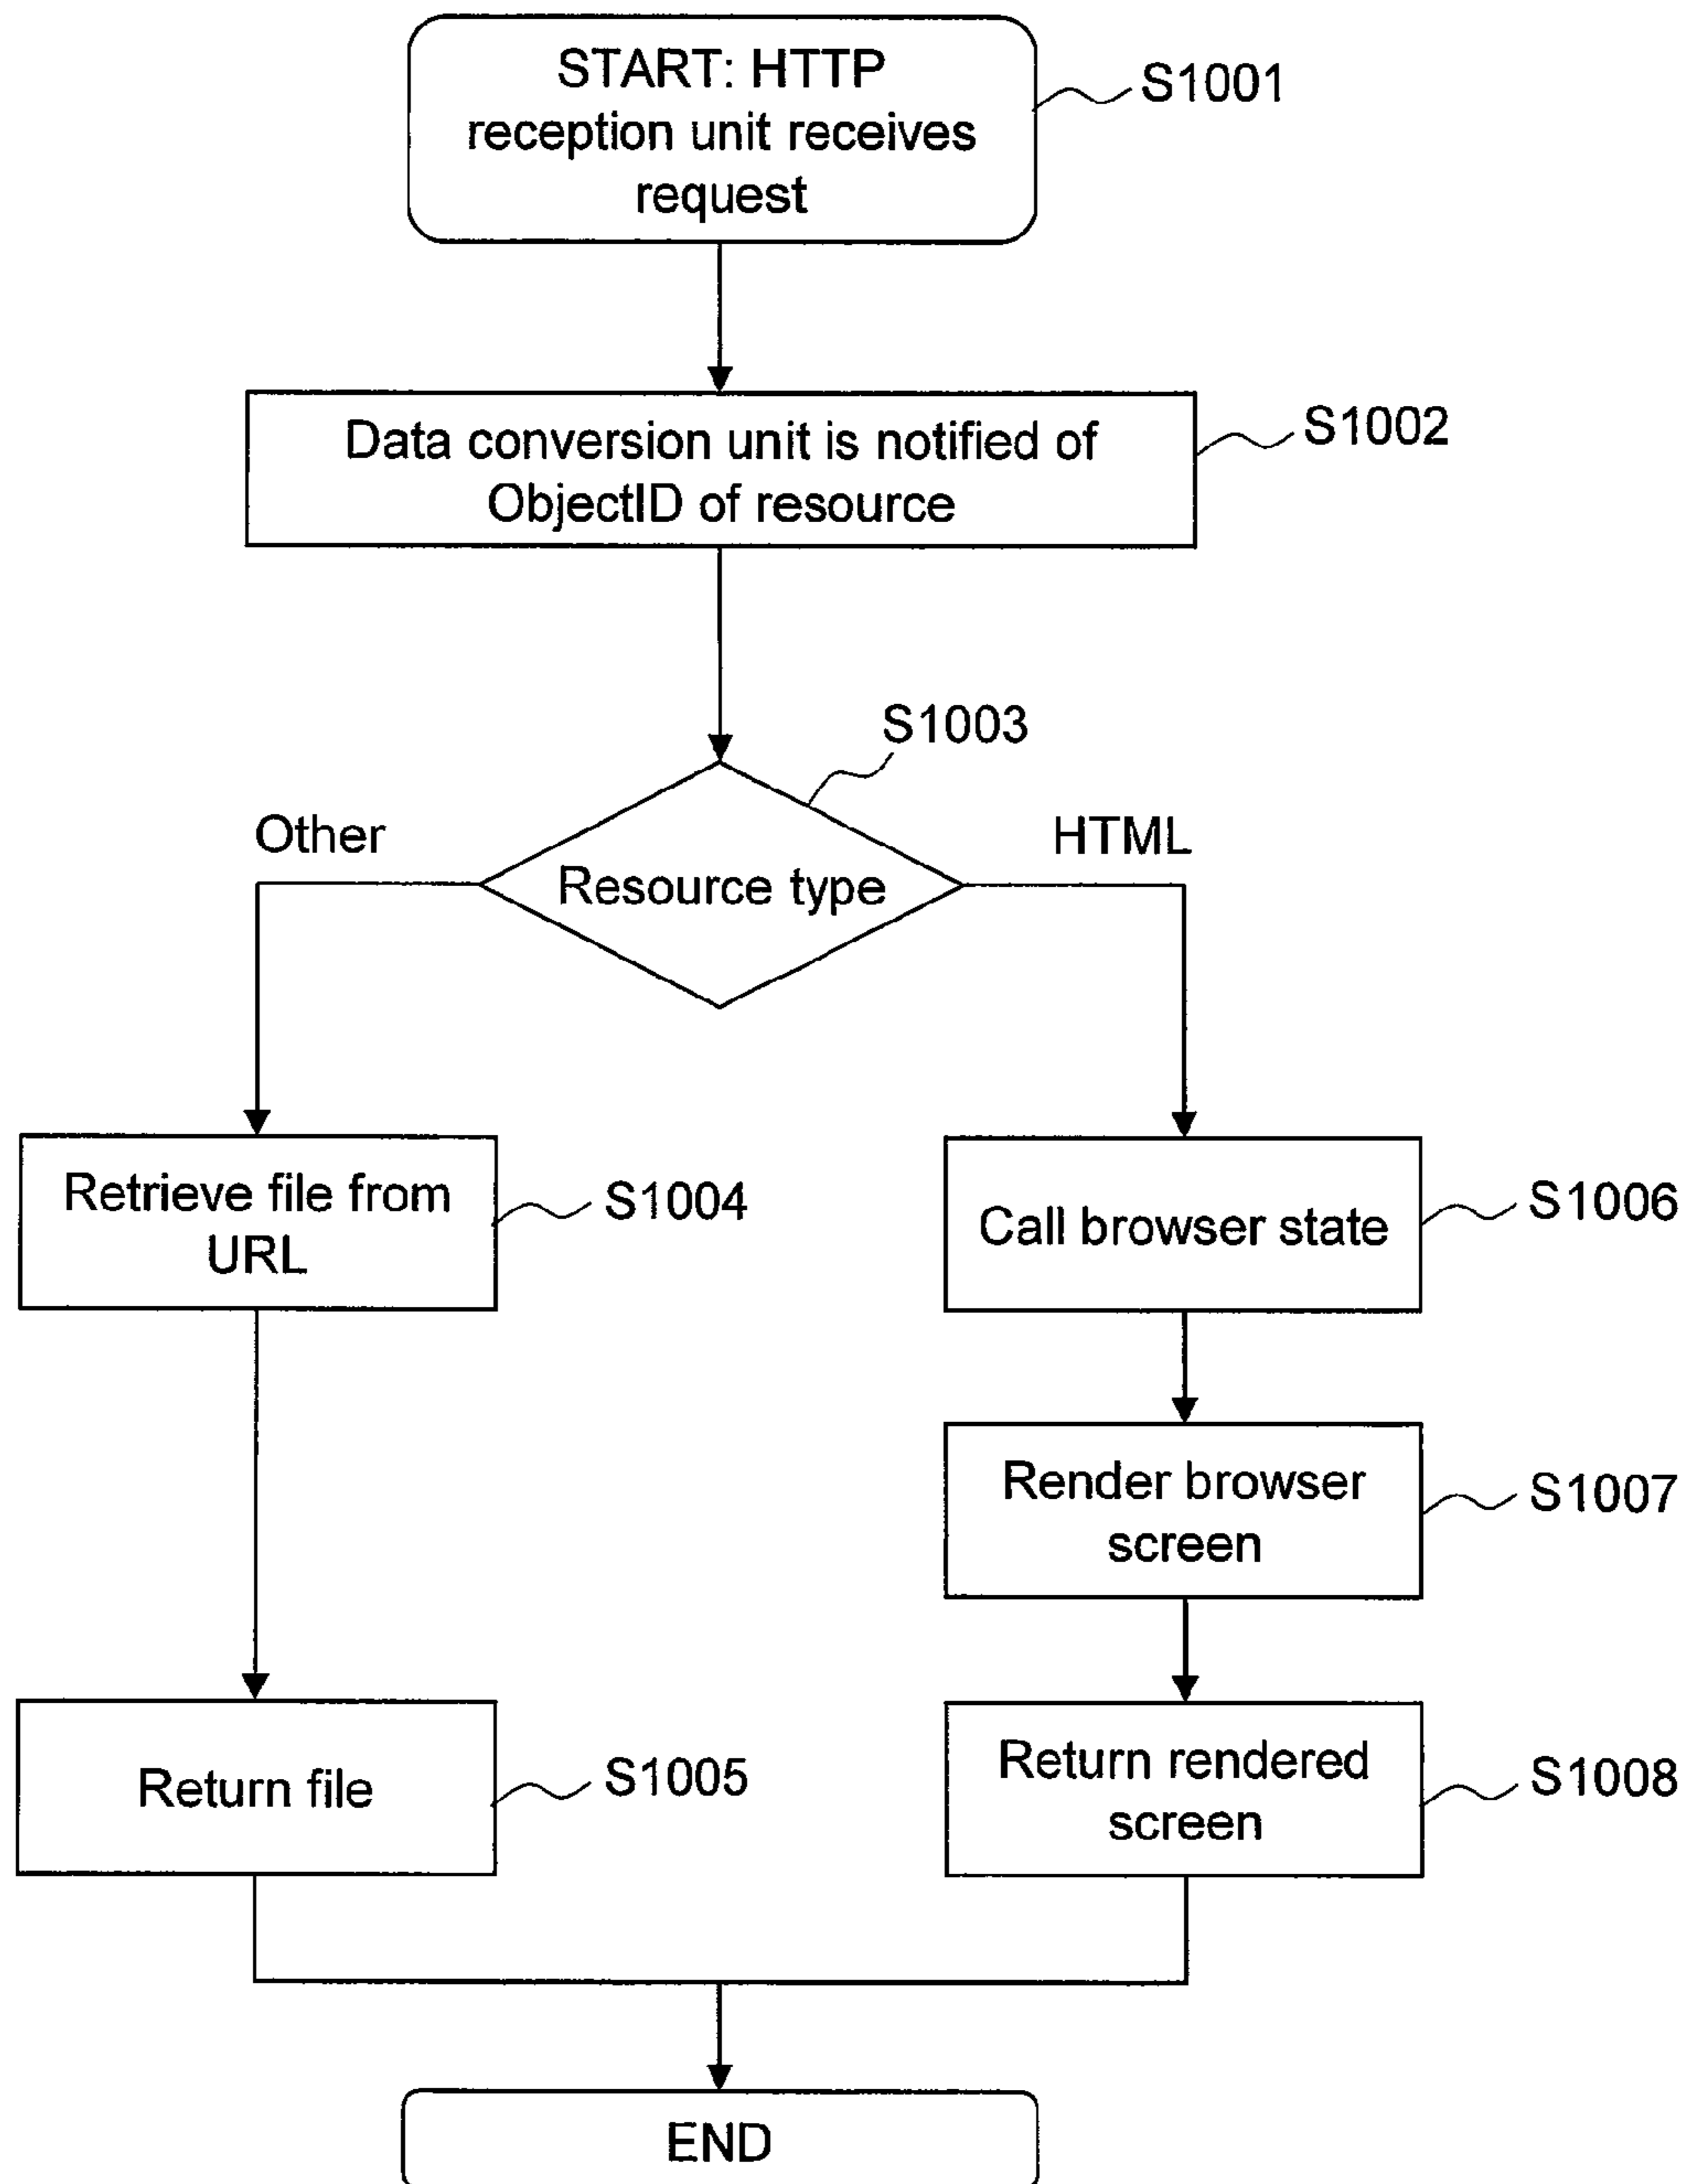 START: HTTP
reception unit receives
request
S1001
Data conversion unit is notified of
ObjectID of resource
S1002
S1003
Other
HTML
Resource type
Retrieve file from
URL
S1004
Call browser state
S1006
Render browser
screen
S1007
Return file
S1005
Return rendered
screen
S1008
END